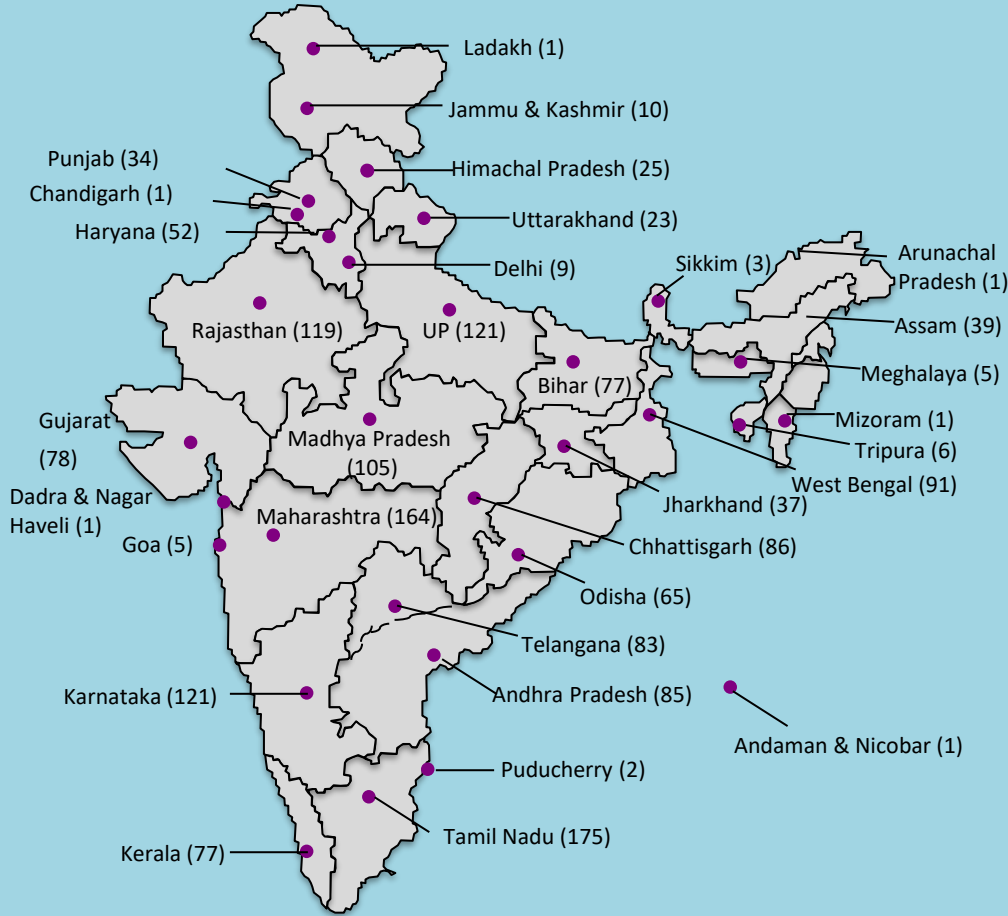 Ladakh (1)
Jammu & Kashmir (10)
Punjab (34)
Himachal Pradesh (25)
Chandigarh (1)
Uttarakhand (23)
Haryana (52)
Delhi (9)
Sikkim (3)
Arunachal
Pradesh (1)
Rajasthan (119)
UP (121)
Assam (39)
Bihar (77)
Meghalaya (5)
Gujarat
(78)
Madhya Pradesh
(105)
Mizoram (1)
Tripura (6)
West Bengal (91)
Jharkhand (37)
Dadra & Nagar
Haveli (1)
Maharashtra (164)
Goa (5)
Chhattisgarh (86)
Odisha (65)
Telangana (83)
Karnataka (121)
Andhra Pradesh (85)
Andaman & Nicobar (1)
Puducherry (2)
Tamil Nadu (175)
Kerala (77)